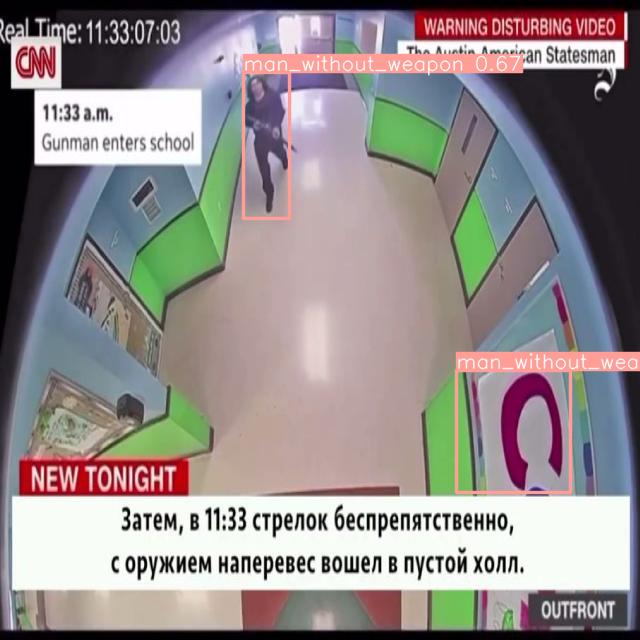 Real Time: 11:33:07:03
WARNING DISTURBING VIDEO
The Austin American Statesman
CNN
man_without_weapon 0.67
11:33 a.m.
Gunman enters school
man_without_wea
C
NEW TONIGHT
Затем, в 11:33 стрелок беспрепятственно,
с оружием наперевес вошел в пустой холл.
OUTFRONT